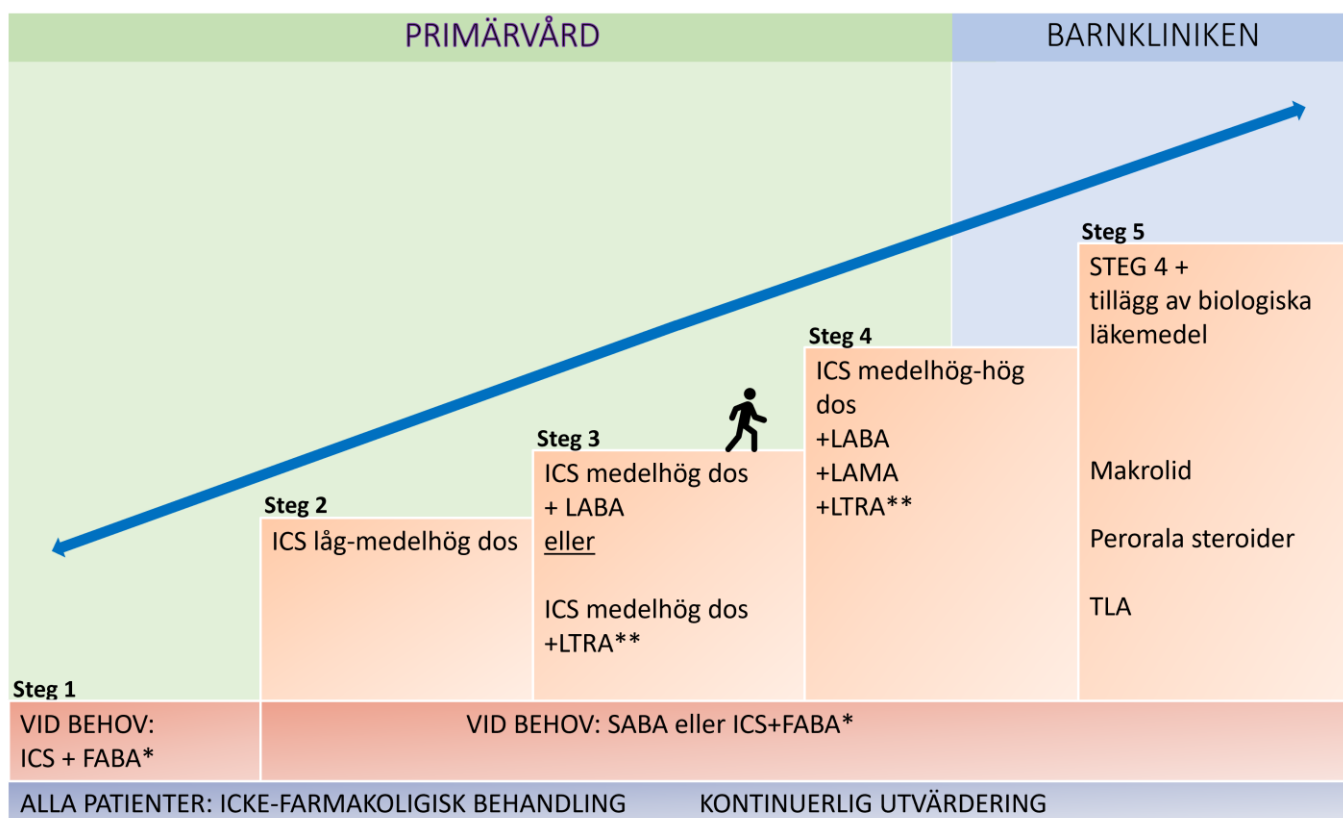 PRIMÄRVÅRD
BARNKLINIKEN
Steg 5
STEG 4 +
tillägg av biologiska
läkemedel
Makrolid
Perorala steroider
TLA
Steg 4
ICS medelhög-hög
dos
+LABA
+LAMA
+LTRA**
Steg 3
ICS medelhög dos
+ LABA
eller
ICS medelhög dos
+LTRA**
Steg 2
ICS låg-medelhög dos
Steg 1
VID BEHOV:
ICS + FABA*
VID BEHOV: SABA eller ICS+FABA*
ALLA PATIENTER: ICKE-FARMAKOLIGISK BEHANDLING
KONTINUERLIG UTVÄRDERING